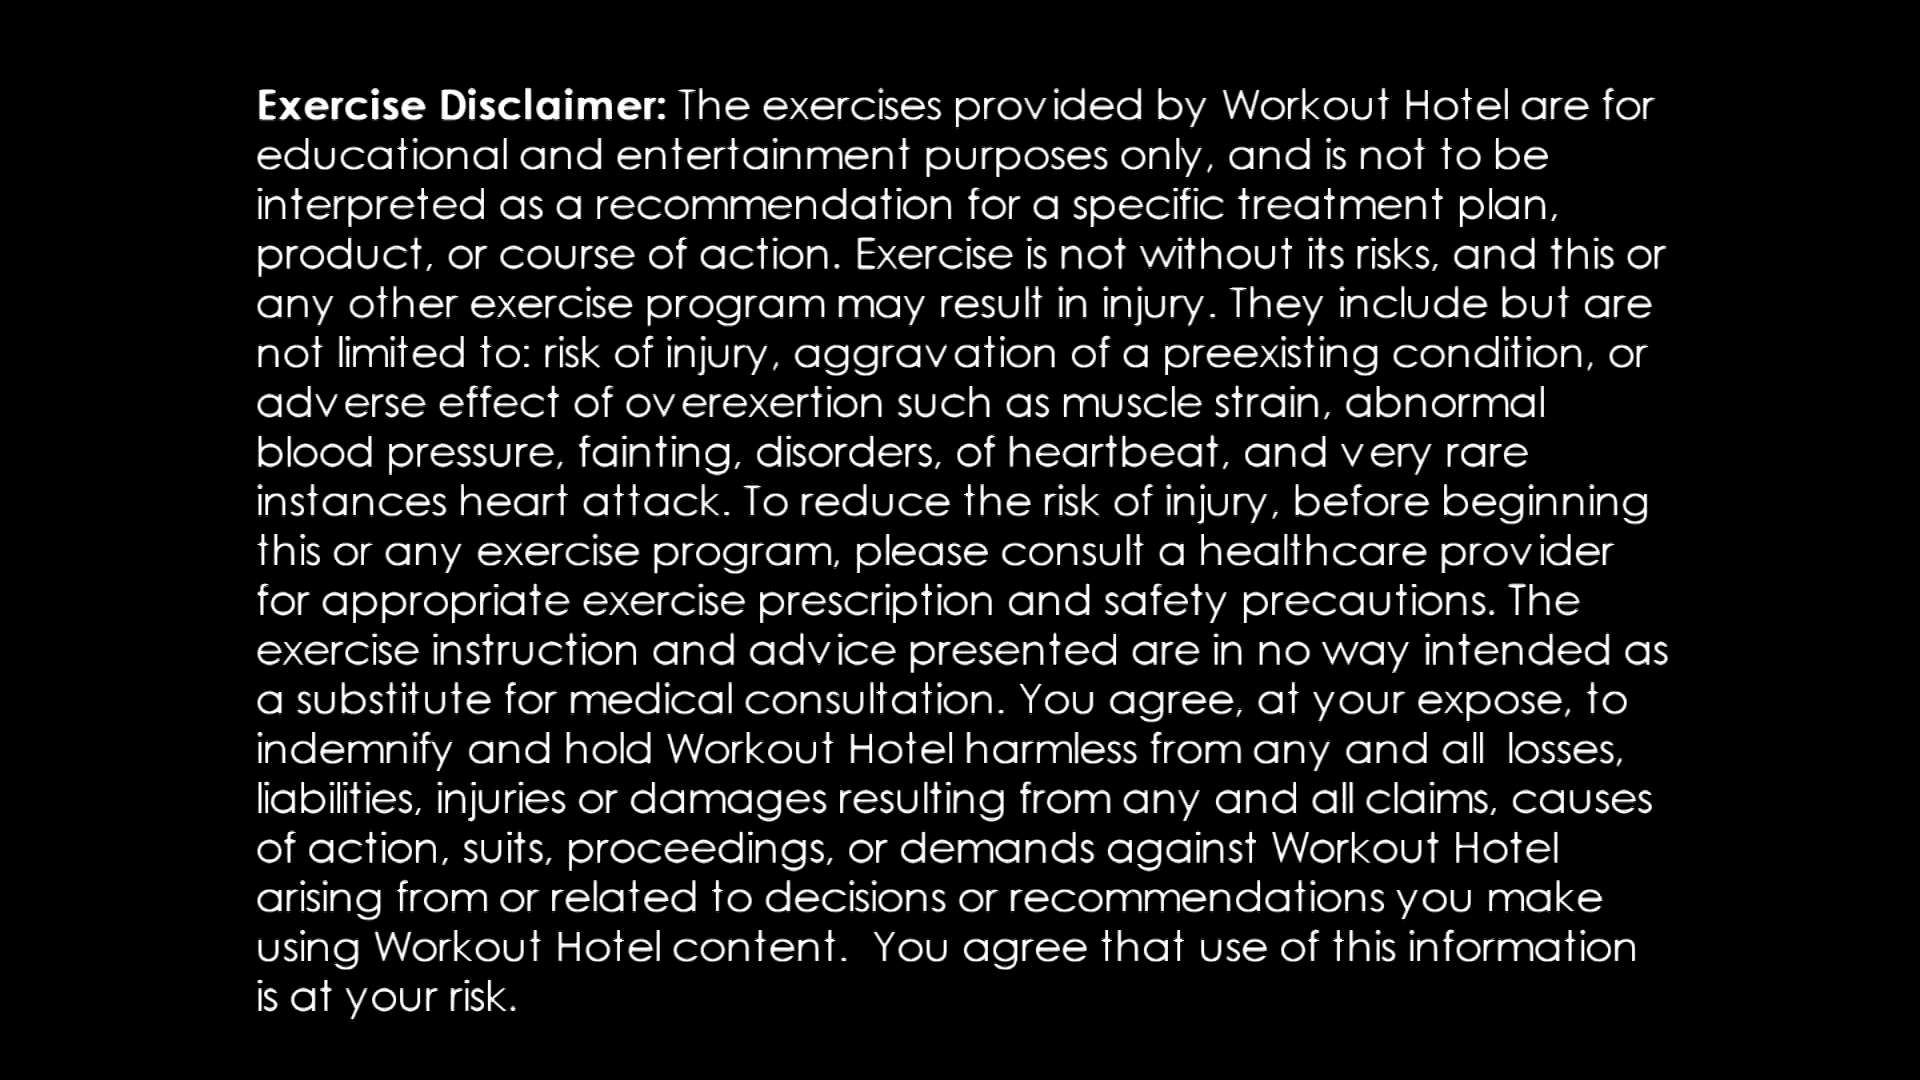 Exercise Disclaimer: The exercises provided by Workout Hotel are for
educational and entertainment purposes only, and is not to be
interpreted as a recommendation for a specific treatment plan,
product, or course of action. Exercise is not without its risks, and this or
any other exercise program may result in injury. They include but are
not limited to: risk of injury, aggravation of a preexisting condition, or
adverse effect of overexertion such as muscle strain, abnormal
blood pressure, fainting, disorders, of heartbeat, and very rare
instances heart attack. To reduce the risk of injury, before beginning
this or any exercise program, please consult a healthcare provider
for appropriate exercise prescription and safety precautions. The
exercise instruction and advice presented are in no way intended as
a substitute for medical consultation. You agree, at your expose, to
indemnify and hold Workout Hotel harmless from any and all losses,
liabilities, injuries or damages resulting from any and all claims, causes
of action, suits, proceedings, or demands against Workout Hotel
arising from or related to decisions or recommendations you make
using Workout Hotel content. You agree that use of this information
is at your risk.